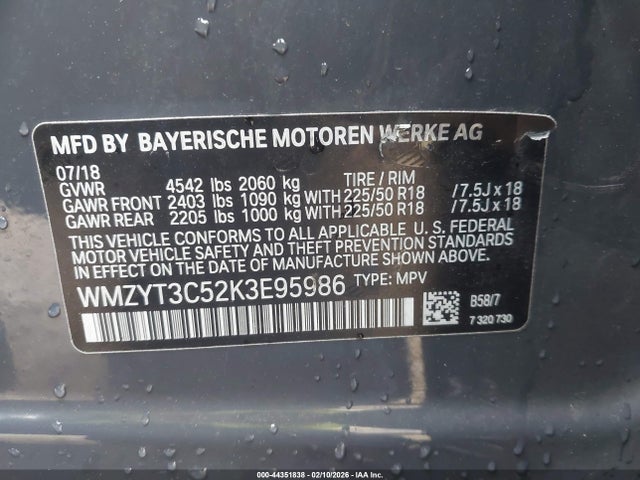 MFD BY BAYERISCHE MOTOREN WERKE AG
07/18
GVWR 4542 lbs 2060 kg TIRE / RIM
GAWR FRONT 2403 lbs 1090 kg WITH 225/50 R18 /7.5J x 18
GAWR REAR 2205 lbs 1000 kg WITH 225/50 R18 /7.5J x 18
THIS VEHICLE CONFORMS TO ALL APPLICABLE U. S. FEDERAL
MOTOR VEHICLE SAFETY AND THEFT PREVENTION STANDARDS
IN EFFECT ON THE DATE OF MANUFACTURE SHOWN ABOVE.
WMZYT3C52K3E95986 TYPE: MPV
B58/7
7 320 730
000-44351838 - 02/10/2026 - IAA Inc.